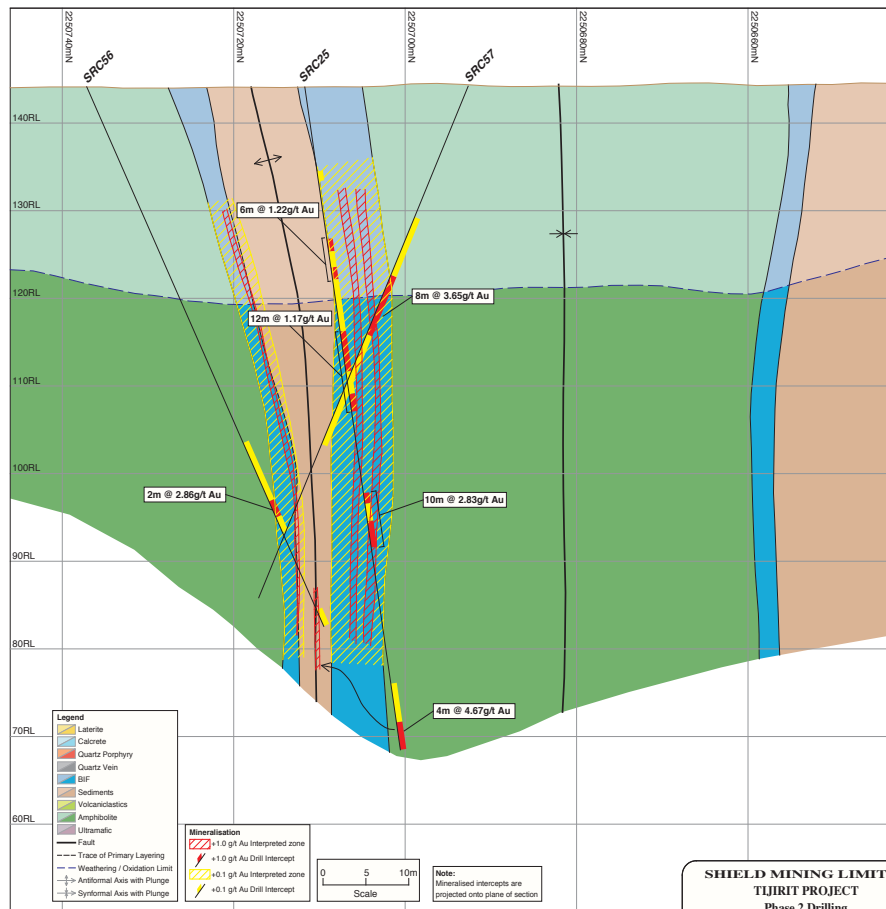 2250740mN
2250720mN
2250700mN
2250680mN
2250660mN
SRC56
SRC25
SRC57
140RL
130RL
120RL
110RL
100RL
90RL
80RL
70RL
60RL
6m @ 1.22g/t Au
8m @ 3.65g/t Au
12m @ 1.17g/t Au
2m @ 2.86g/t Au
10m @ 2.83g/t Au
4m @ 4.67g/t Au
Legend
Laterite
Calcrete
Quartz Porphyry
Quartz Vein
BIF
Sediments
Volcaniclastics
Amphibolite
Ultramafic
Fault
Trace of Primary Layering
Weathering / Oxidation Limit
Antiformal Axis with Plunge
Synformal Axis with Plunge
Mineralisation
+1.0 g/t Au Interpreted zone
+1.0 g/t Au Drill Intercept
+0.1 g/t Au Interpreted zone
+0.1 g/t Au Drill Intercept
0 5 10m
Scale
Note:
Mineralised intercepts are
projected onto plane of section
SHIELD MINING LIMIT
TIJIRIT PROJECT
Phase 2 Drilling